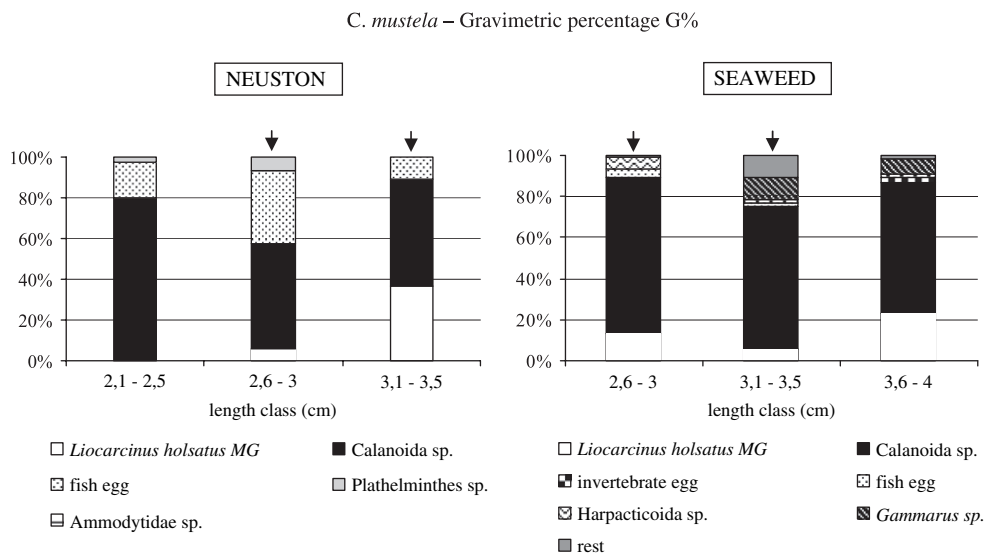 C. mustela – Gravimetric percentage G%
NEUSTON
100%
80%
60%
40%
20%
0%
2,1 - 2,5
2,6 - 3
3,1 - 3,5
length class (cm)
Liocarcinus holsatus MG
Calanoida sp.
fish egg
Plathelminthes sp.
Ammodytidae sp.
SEAWEED
100%
80%
60%
40%
20%
0%
2,6 - 3
3,1 - 3,5
3,6 - 4
length class (cm)
Liocarcinus holsatus MG
Calanoida sp.
invertebrate egg
fish egg
Harpacticoida sp.
Gammarus sp.
rest